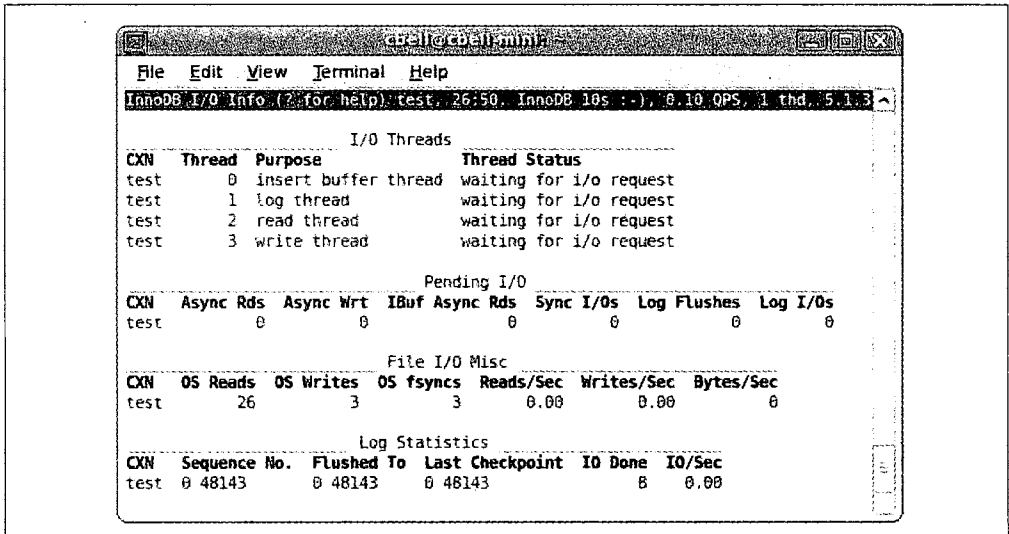 cbell@cbell-mini: ~
File Edit View Terminal Help
InnoDB I/O Info (? for help) test, 26:50, InnoDB 10s :-), 0.10 QPS, 1 thd, 5.1.3
I/O Threads
CXN Thread Purpose Thread Status
test 0 insert buffer thread waiting for i/o request
test 1 log thread waiting for i/o request
test 2 read thread waiting for i/o request
test 3 write thread waiting for i/o request
Pending I/O
CXN Async Rds Async Wrt IBuf Async Rds Sync I/Os Log Flushes Log I/Os
test 0 0 0 0 0 0
File I/O Misc
CXN OS Reads OS Writes OS fsyncs Reads/Sec Writes/Sec Bytes/Sec
test 26 3 3 0.00 0.00 0
Log Statistics
CXN Sequence No. Flushed To Last Checkpoint IO Done IO/Sec
test 0 48143 0 48143 0 48143 8 0.00